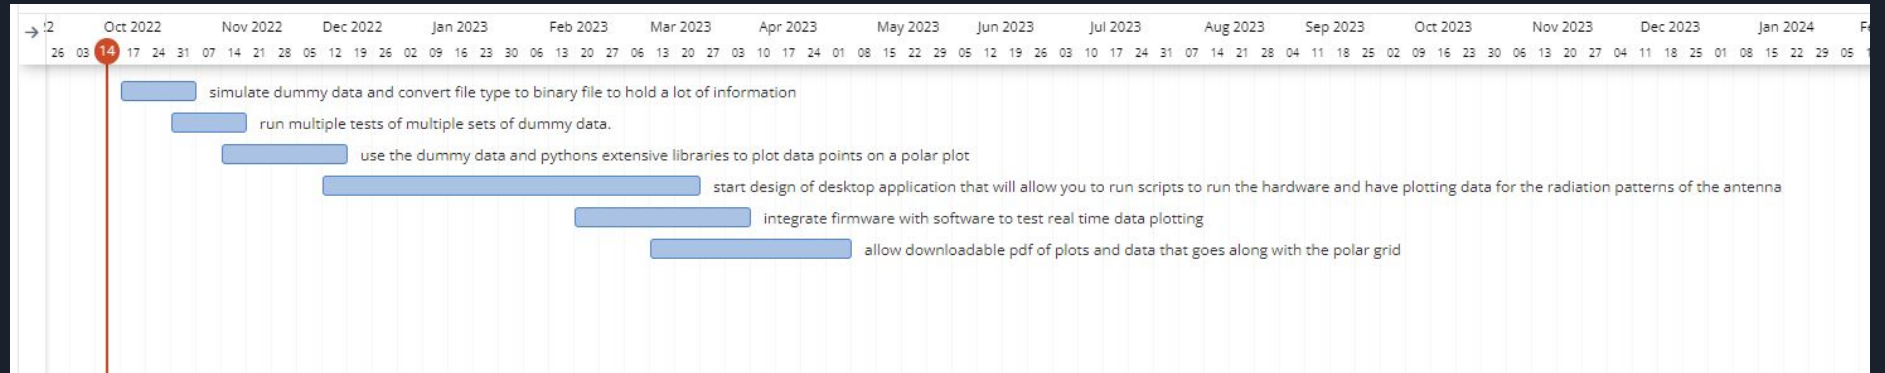 :2 Oct 2022 Nov 2022 Dec 2022 Jan 2023 Feb 2023 Mar 2023 Apr 2023 May 2023 Jun 2023 Jul 2023 Aug 2023 Sep 2023 Oct 2023 Nov 2023 Dec 2023 Jan 2024
26 03 14 17 24 31 07 14 21 28 05 12 19 26 02 09 16 23 30 06 13 20 27 06 13 20 27 03 10 17 24 01 08 15 22 29 05 12 19 26 03 10 17 24 31 07 14 21 28 04 11 18 25 02 09 16 23 30 06 13 20 27 04 11 18 25 01 08 15 22 29 05
simulate dummy data and convert file type to binary file to hold a lot of information
run multiple tests of multiple sets of dummy data.
use the dummy data and pythons extensive libraries to plot data points on a polar plot
start design of desktop application that will allow you to run scripts to run the hardware and have plotting data for the radiation patterns of the antenna
integrate firmware with software to test real time data plotting
allow downloadable pdf of plots and data that goes along with the polar grid